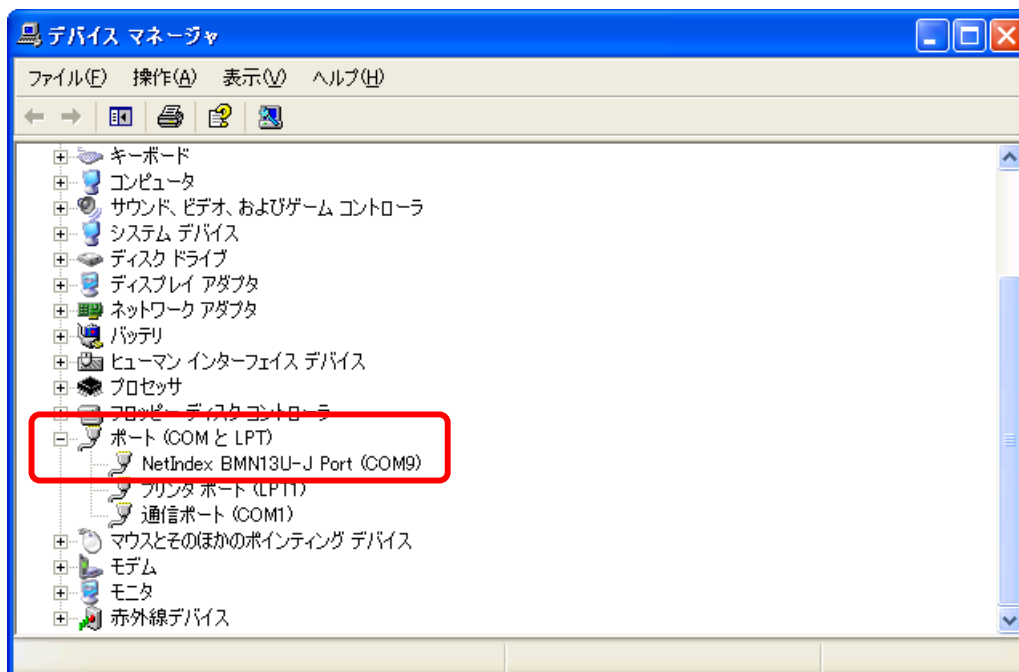 デバイス マネージャ
ファイル(F) 操作(A) 表示(V) ヘルプ(H)
キーボード
コンピュータ
サウンド、ビデオ、およびゲーム コントローラ
システム デバイス
ディスク ドライブ
ディスプレイ アダプタ
ネットワーク アダプタ
バッテリ
ヒューマン インターフェイス デバイス
プロセッサ
フロッピー ディスク コントローラ
ポート (COM と LPT)
NetIndex BMN13U-J Port (COM9)
プリンタ ポート (LPT1)
通信ポート (COM1)
マウスとそのほかのポインティング デバイス
モデム
モニタ
赤外線デバイス